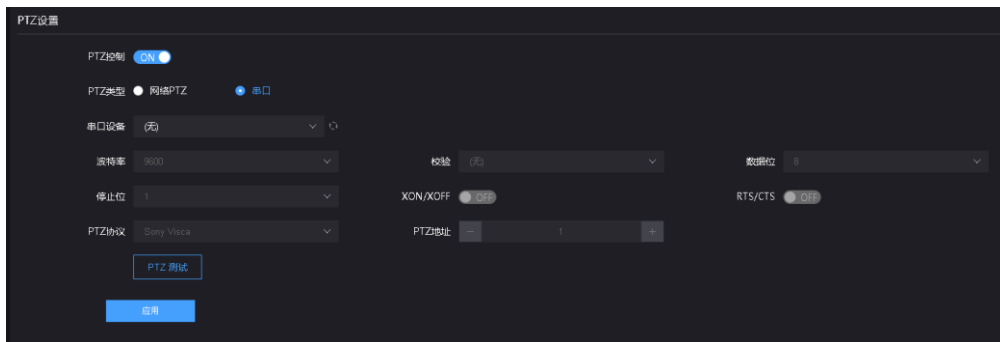 PTZ设置
PTZ控制 ON
PTZ类型 网络PTZ 串口
串口设备 (无)
波特率 9600 校验 (无) 数据位 8
停止位 1 XON/XOFF OFF RTS/CTS OFF
PTZ协议 Sony Visca PTZ地址 − 1 +
PTZ 测试
应用